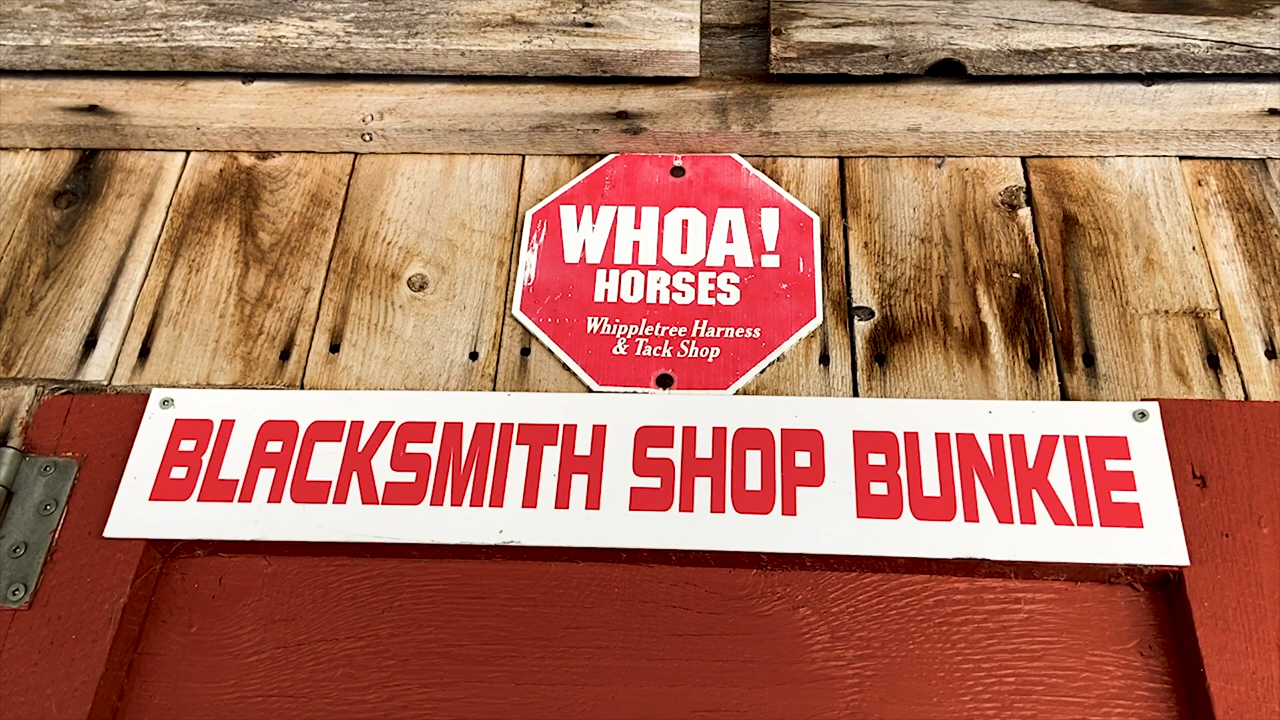 WHOA!
HORSES
Whippletree Harness
& Tack Shop
BLACKSMITH SHOP BUNKIE